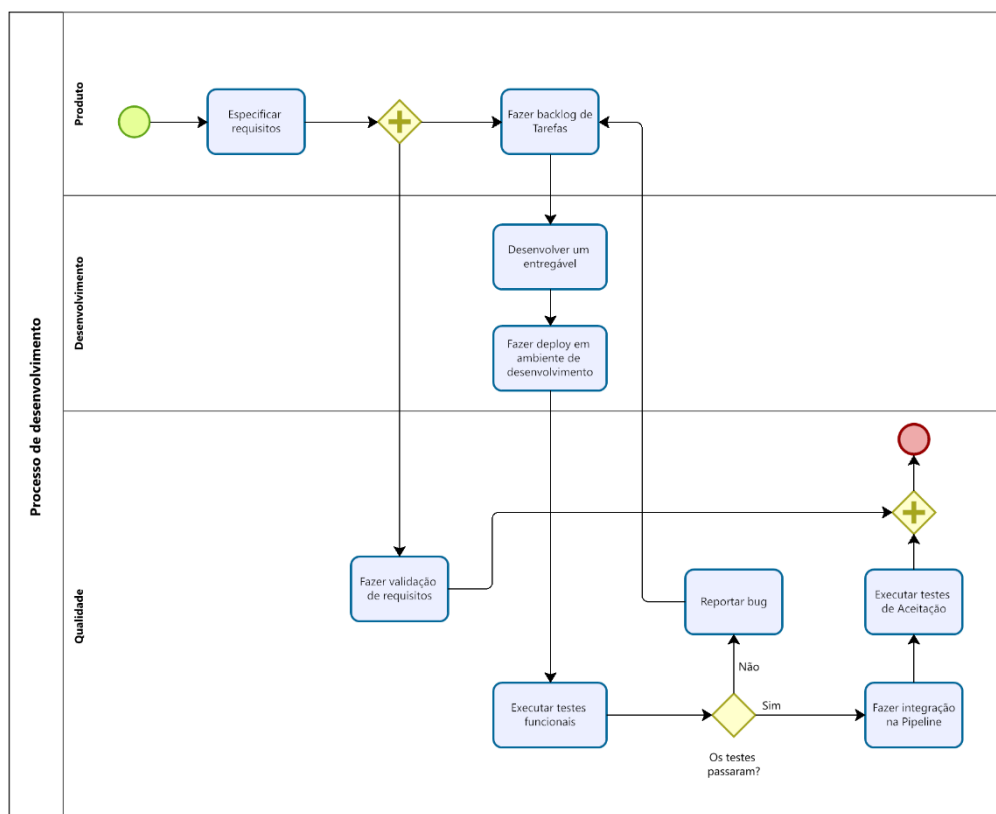 Processo de desenvolvimento
Produto
Especificar
requisitos
Fazer backlog de
Tarefas
Desenvolvimento
Desenvolver um
entregável
Fazer deploy em
ambiente de
desenvolvimento
Qualidade
Fazer validação
de requisitos
Reportar bug
Executar testes
de Aceitação
Não
Executar testes
funcionais
Sim
Fazer integração
na Pipeline
Os testes
passaram?